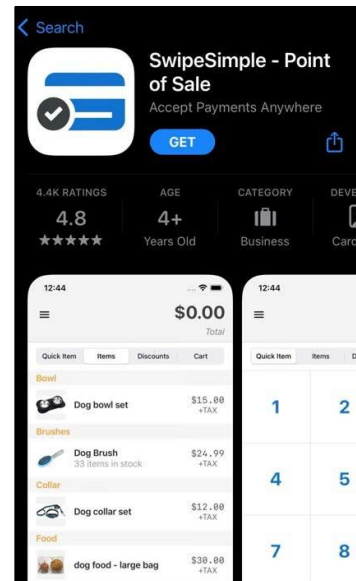 Search
SwipeSimple - Point
of Sale
Accept Payments Anywhere
GET
4.4K RATINGS
4.8
AGE
4+
Years Old
CATEGORY
Business
12:44
$0.00
Total
Quick Item Items Discounts Cart
Bowl
Dog bowl set $15.00
+TAX
Brushes
Dog Brush $24.99
33 items in stock +TAX
Collar
Dog collar set $12.00
+TAX
Food
dog food - large bag $30.00
+TAX
12:44
Quick Item Items
1 2
4 5
7 8